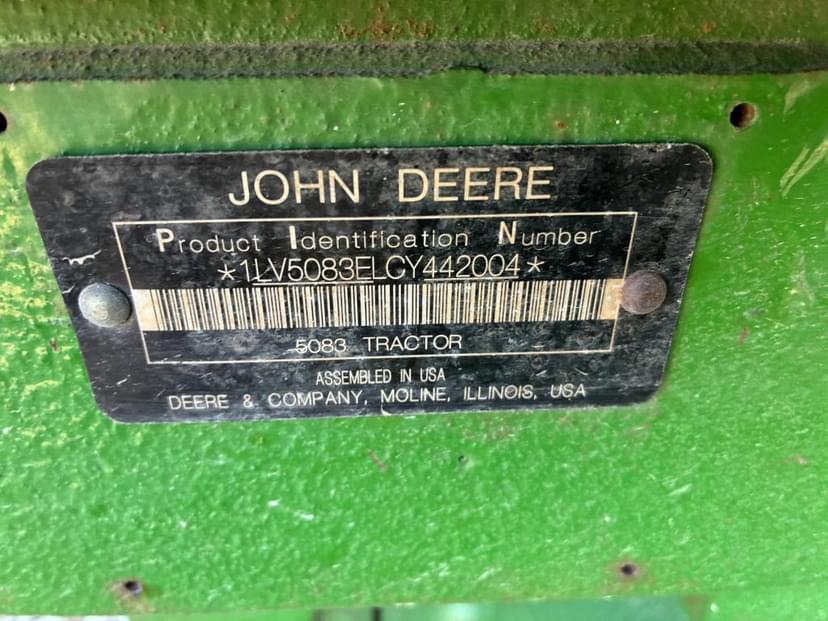 JOHN DEERE
Product Identification Number
*1LV5083ELCY442004*
5083 TRACTOR
ASSEMBLED IN USA
DEERE & COMPANY, MOLINE, ILLINOIS, USA